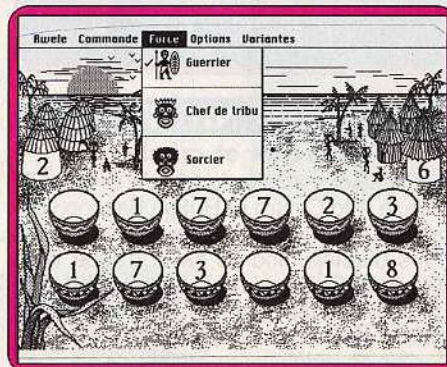 Awele Commande Force Options Variantes
Guerrier
Chef de tribu
Sorcier
2
6
1 7 7 2 3
1 7 3 1 8